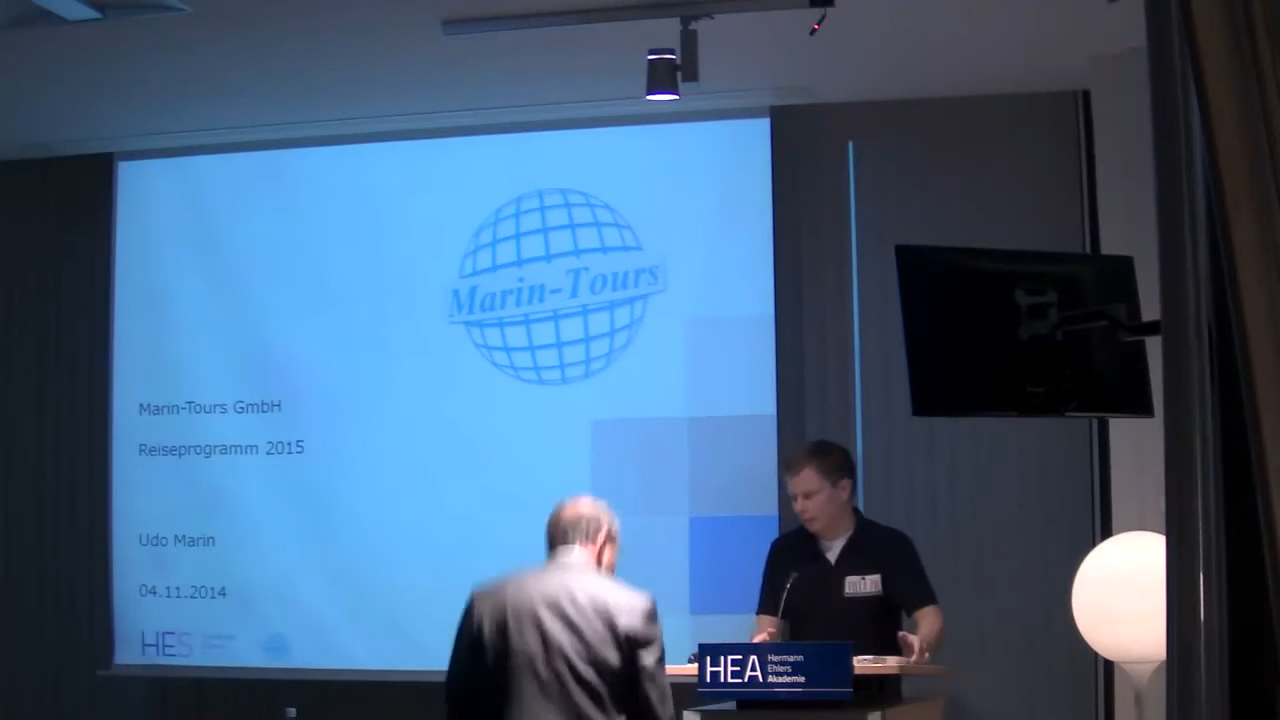 Marin-Tours
Marin-Tours GmbH
Reiseprogramm 2015
Udo Marin
04.11.2014
HES
HEA Hermann
Ehlers
Akademie